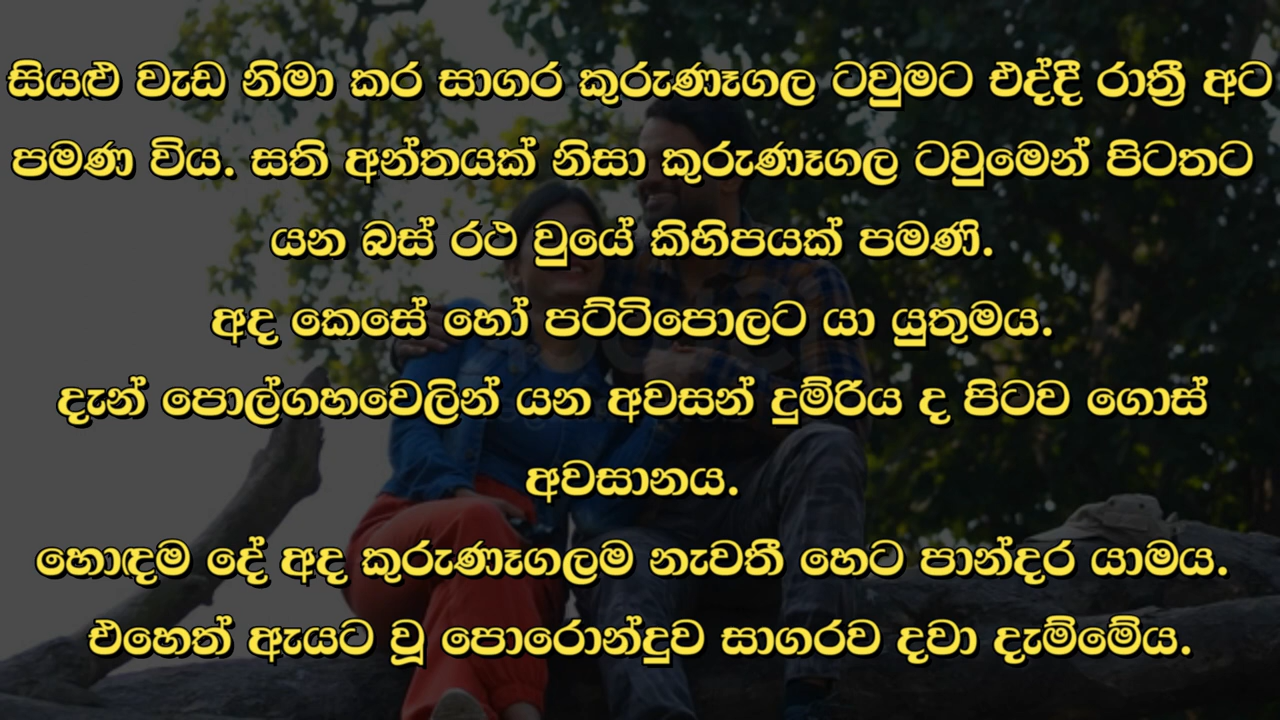 සියළු වැඩ නිමා කර සාගර කුරුණෑගල ටවුමට එද්දී රාත්‍රී අට
පමණ විය. සති අන්තයක් නිසා කුරුණෑගල ටවුමෙන් පිටතට
යන බස් රථ වුයේ කිහිපයක් පමණි.
අද කෙසේ හෝ පට්ටිපොලට යා යුතුමය.
දැන් පොල්ගහවෙලින් යන අවසන් දුම්රිය ද පිටව ගොස්
අවසානය.
හොඳම දේ අද කුරුණෑගලම නැවතී හෙට පාන්දර යාමය.
එහෙත් ඇයට වූ පොරොන්දුව සාගරව දවා දැම්මේය.